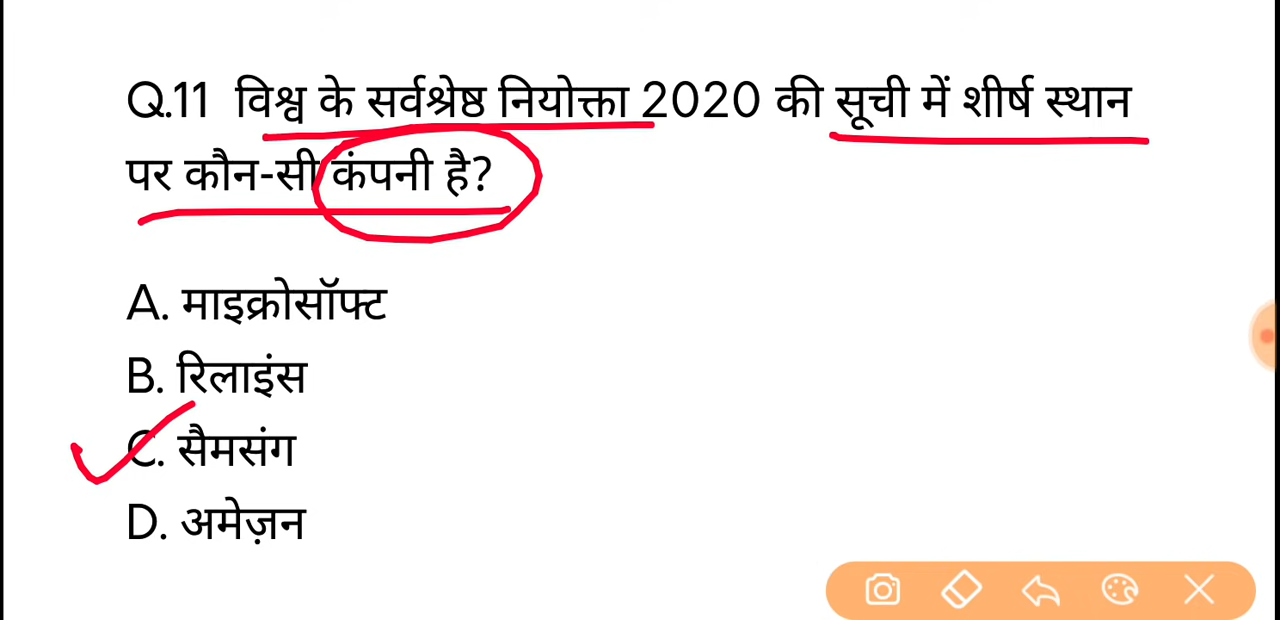 Q.11 विश्व के सर्वश्रेष्ठ नियोक्ता 2020 की सूची में शीर्ष स्थान
पर कौन-सी कंपनी है?
A. माइक्रोसॉफ्ट
B. रिलाइंस
C. सैमसंग
D. अमेज़न